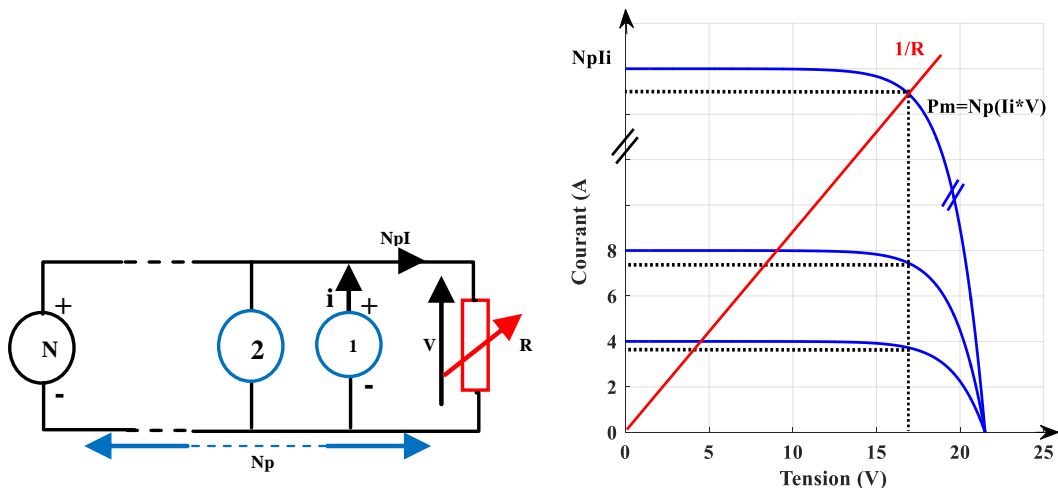 NpI
i
+
+
N
2
1
V
R
-
-
Np
NpIi
1/R
Pm=Np(Ii*V)
Courant (A
8
6
4
2
0
0 5 10 15 20 25
Tension (V)